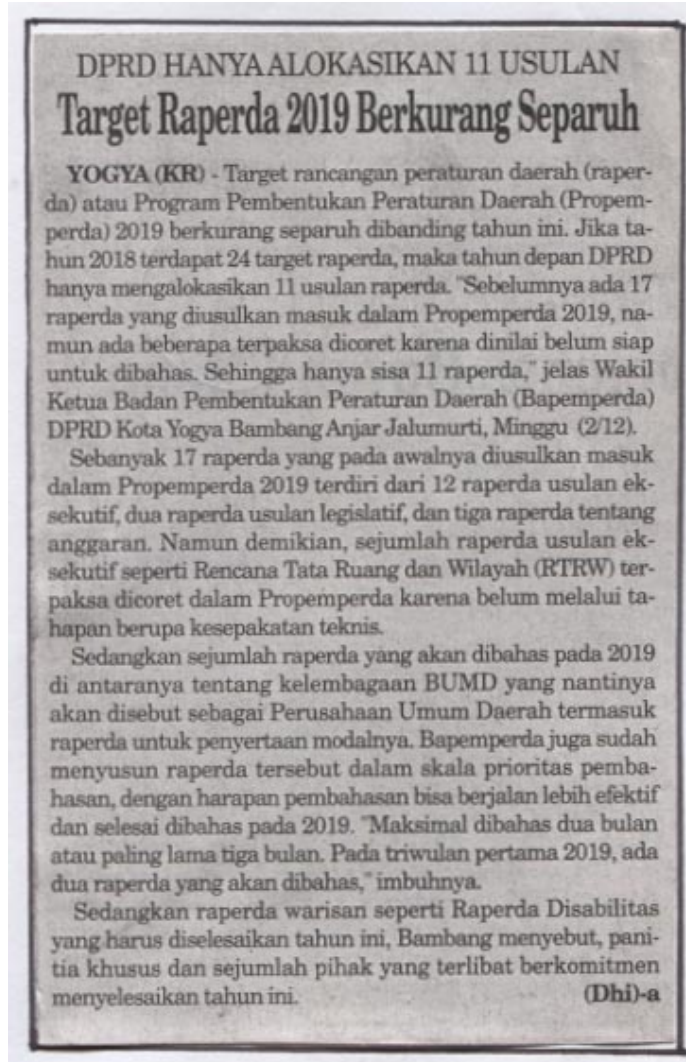 DPRD HANYA ALOKASIKAN 11 USULAN
Target Raperda 2019 Berkurang Separuh
YOGYA (KR) - Target rancangan peraturan daerah (raper-
da) atau Program Pembentukan Peraturan Daerah (Propem-
perda) 2019 berkurang separuh dibanding tahun ini. Jika ta-
hun 2018 terdapat 24 target raperda, maka tahun depan DPRD
hanya mengalokasikan 11 usulan raperda. "Sebelumnya ada 17
raperda yang diusulkan masuk dalam Propemperda 2019, na-
mun ada beberapa terpaksa dicoret karena dinilai belum siap
untuk dibahas. Sehingga hanya sisa 11 raperda," jelas Wakil
Ketua Badan Pembentukan Peraturan Daerah (Bapemperda)
DPRD Kota Yogya Bambang Anjar Jalumurti, Minggu (2/12).
Sebanyak 17 raperda yang pada awalnya diusulkan masuk
dalam Propemperda 2019 terdiri dari 12 raperda usulan ek-
sekutif, dua raperda usulan legislatif, dan tiga raperda tentang
anggaran. Namun demikian, sejumlah raperda usulan ek-
sekutif seperti Rencana Tata Ruang dan Wilayah (RTRW) ter-
paksa dicoret dalam Propemperda karena belum melalui ta-
hapan berupa kesepakatan teknis.
Sedangkan sejumlah raperda yang akan dibahas pada 2019
di antaranya tentang kelembagaan BUMD yang nantinya
akan disebut sebagai Perusahaan Umum Daerah termasuk
raperda untuk penyertaan modalnya. Bapemperda juga sudah
menyusun raperda tersebut dalam skala prioritas pemba-
hasan, dengan harapan pembahasan bisa berjalan lebih efektif
dan selesai dibahas pada 2019. "Maksimal dibahas dua bulan
atau paling lama tiga bulan. Pada triwulan pertama 2019, ada
dua raperda yang akan dibahas," imbuhnya.
Sedangkan raperda warisan seperti Raperda Disabilitas
yang harus diselesaikan tahun ini, Bambang menyebut, pani-
tia khusus dan sejumlah pihak yang terlibat berkomitmen
menyelesaikan tahun ini. (Dhi)-a